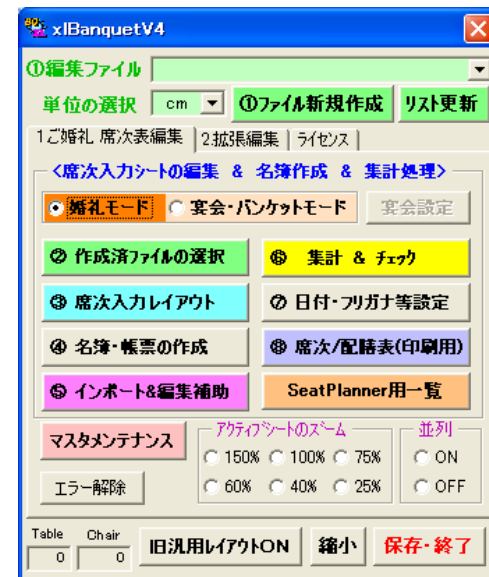 xlBanquetV4
①編集ファイル
単位の選択 cm ①ファイル新規作成 リスト更新
1ご婚礼 席次表編集 2拡張編集 ライセンス
<席次入力シートの編集 & 名簿作成 & 集計処理>
婚礼モード 宴会・バンケットモード 宴会設定
② 作成済ファイルの選択 ⑥ 集計 & チェック
③ 席次入力レイアウト ⑦ 日付・フリガナ等設定
④ 名簿・帳票の作成 ⑧ 席次/配膳表(印刷用)
⑤ インポート&編集補助 SeatPlanner用一覧
マスタメンテナンス アクティブシートのズーム 並列
150% 100% 75% ON
エラー解除 60% 40% 25% OFF
Table Chair
0 0 旧汎用レイアウトON 縮小 保存・終了